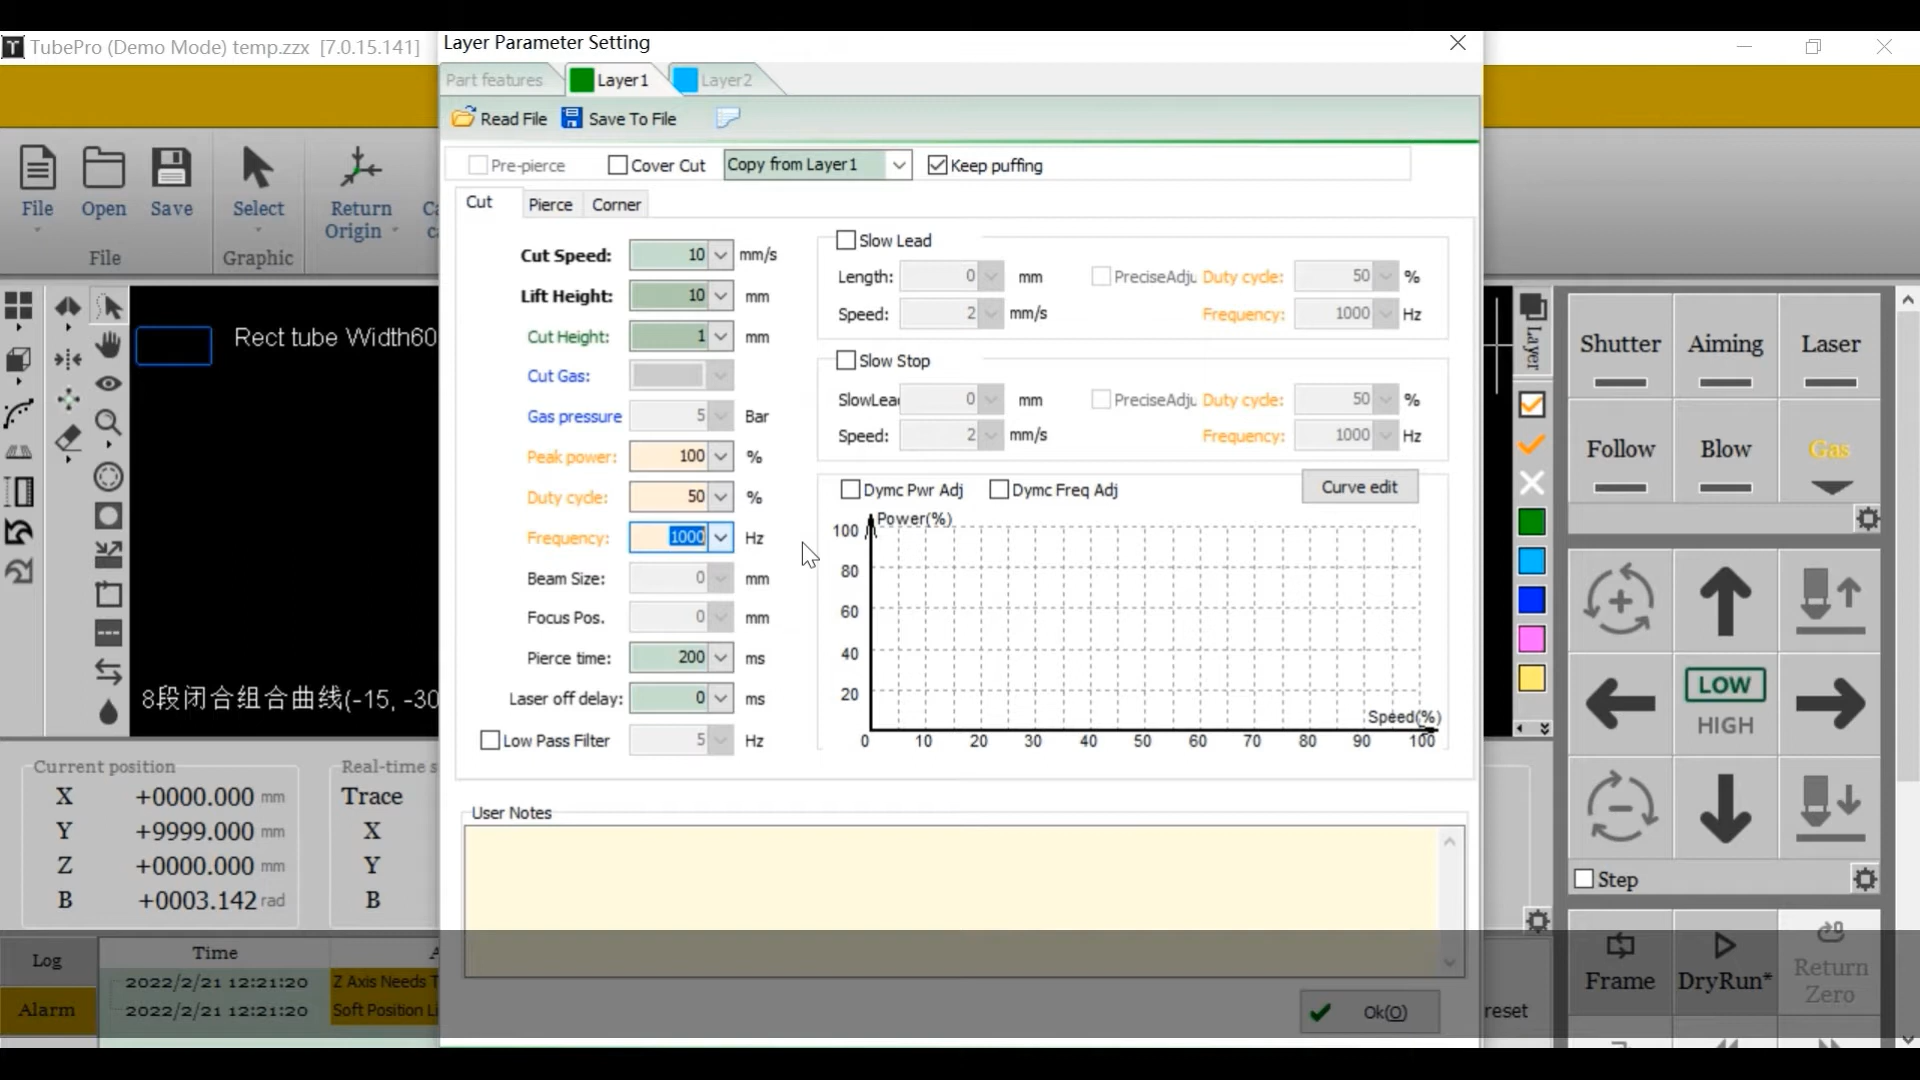 TubePro (Demo Mode) temp.zzx [7.0.15.141]
Layer Parameter Setting
Part features
Layer1
Layer2
Read File
Save To File
Pre-pierce
Cover Cut
Copy from Layer1
Keep puffing
File
Open
Save
Select
Return
Origin
File
Graphic
Cut
Pierce
Corner
Cut Speed: 10 mm/s
Lift Height: 10 mm
Cut Height: 1 mm
Cut Gas:
Gas pressure 5 Bar
Peak power: 100 %
Duty cycle: 50 %
Frequency: 1000 Hz
Beam Size: 0 mm
Focus Pos. 0 mm
Pierce time: 200 ms
Laser off delay: 0 ms
Low Pass Filter 5 Hz
Slow Lead
Length: 0 mm PreciseAdju Duty cycle: 50 %
Speed: 2 mm/s Frequency: 1000 Hz
Slow Stop
SlowLea 0 mm PreciseAdju Duty cycle: 50 %
Speed: 2 mm/s Frequency: 1000 Hz
Dymc Pwr Adj Dymc Freq Adj Curve edit
Power(%)
100
80
60
40
20
Speed(%)
0 10 20 30 40 50 60 70 80 90 100
User Notes
Ok(O)
Rect tube Width60
8段闭合组合曲线(-15, -30
Layer
Shutter
Aiming
Laser
Follow
Blow
Gas
LOW
HIGH
Step
Frame
DryRun*
Return
Zero
reset
Current position
X +0000.000 mm
Y +9999.000 mm
Z +0000.000 mm
B +0003.142 rad
Real-time s
Trace
X
Y
B
Log
Alarm
Time
2022/2/21 12:21:20 Z Axis Needs T
2022/2/21 12:21:20 Soft Position Li